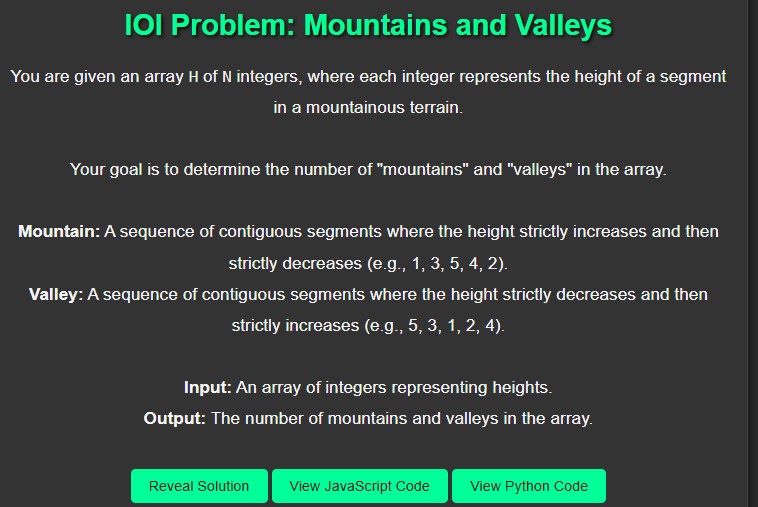 IOI Problem: Mountains and Valleys
You are given an array H of N integers, where each integer represents the height of a segment
in a mountainous terrain.
Your goal is to determine the number of "mountains" and "valleys" in the array.
Mountain: A sequence of contiguous segments where the height strictly increases and then
strictly decreases (e.g., 1, 3, 5, 4, 2).
Valley: A sequence of contiguous segments where the height strictly decreases and then
strictly increases (e.g., 5, 3, 1, 2, 4).
Input: An array of integers representing heights.
Output: The number of mountains and valleys in the array.
Reveal Solution View JavaScript Code View Python Code